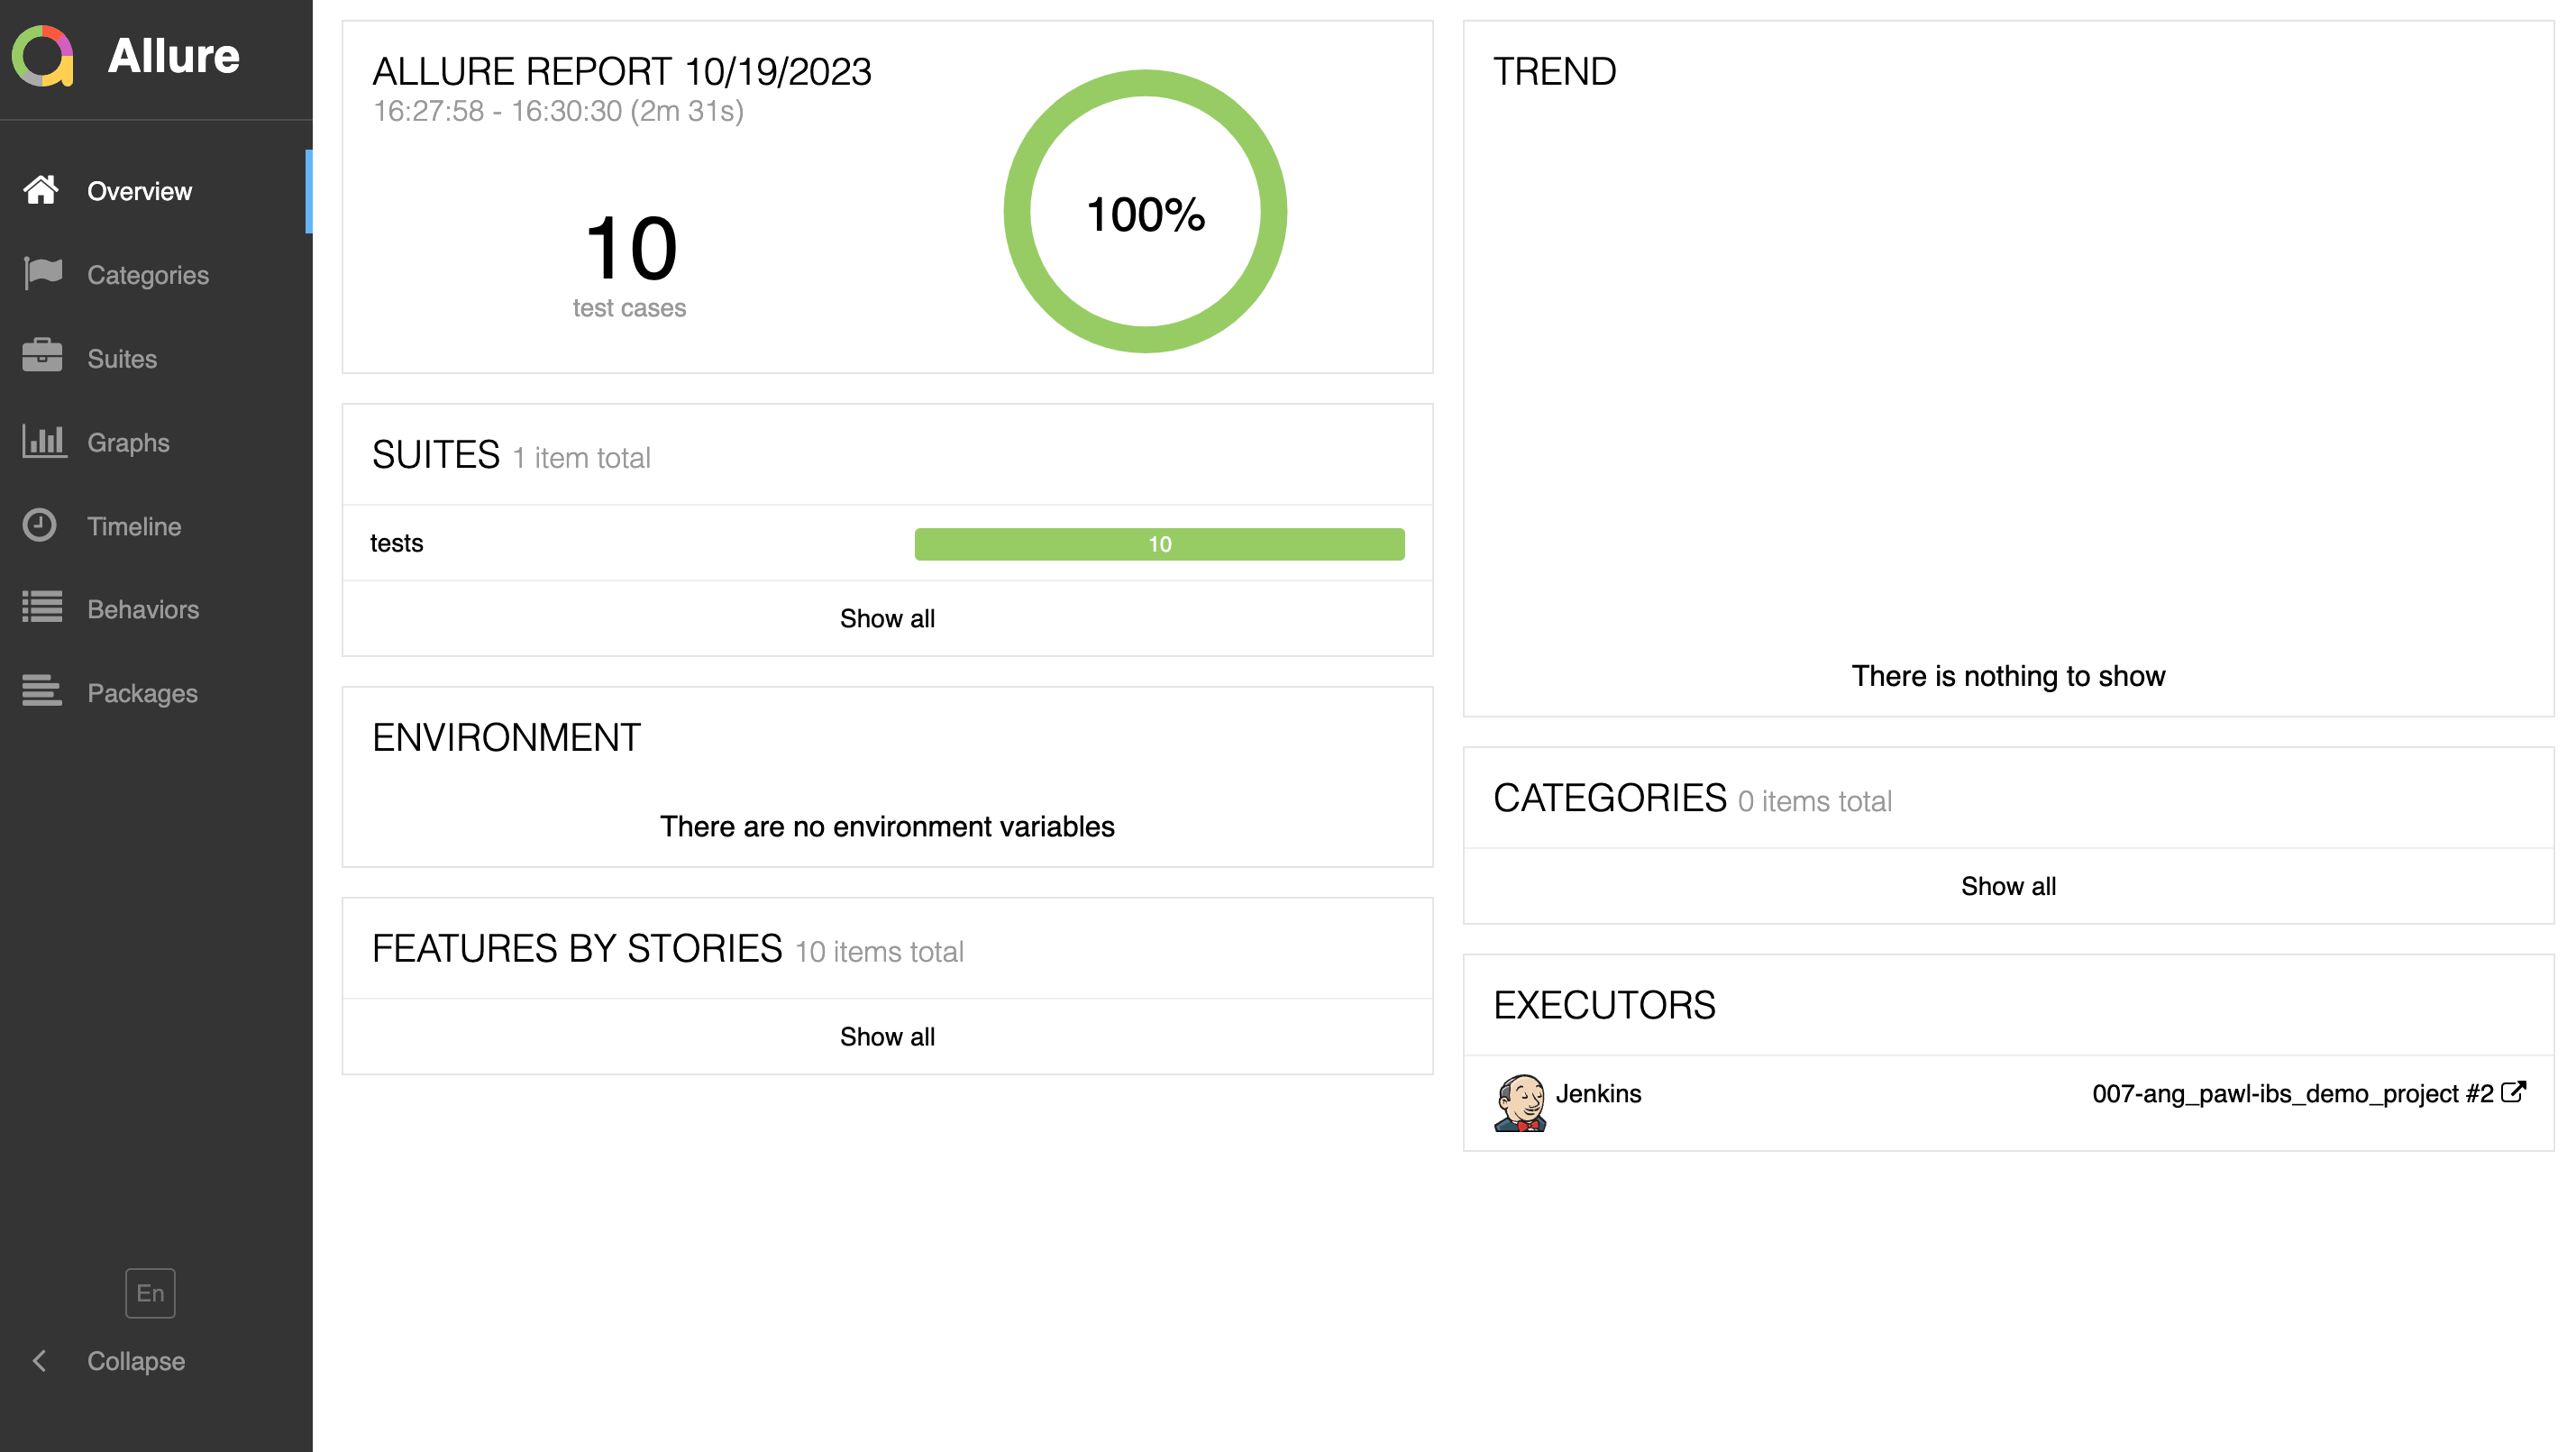 Allure
Overview
Categories
Suites
Graphs
Timeline
Behaviors
Packages
En
Collapse
ALLURE REPORT 10/19/2023
16:27:58 - 16:30:30 (2m 31s)
10
test cases
100%
SUITES 1 item total
tests 10
Show all
ENVIRONMENT
There are no environment variables
FEATURES BY STORIES 10 items total
Show all
TREND
There is nothing to show
CATEGORIES 0 items total
Show all
EXECUTORS
Jenkins 007-ang_pawl-ibs_demo_project #2